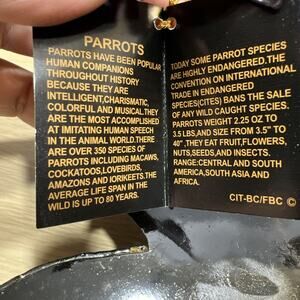 PARROTS
PARROTS HAVE BEEN POPULAR
HUMAN COMPANIONS
THROUGHOUT HISTORY
BECAUSE THEY ARE
INTELLIGENT,CHARISMATIC,
COLORFUL AND MUSICAL.THEY
ARE THE MOST ACCOMPLISHED
AT IMITATING HUMAN SPEECH
IN THE ANIMAL WORLD.THERE
ARE OVER 350 SPECIES OF
PARROTS INCLUDING MACAWS,
COCKATOOS,LOVEBIRDS,
AMAZONS AND lORIKEETS.THE
AVERAGE LIFE SPAN IN THE
WILD IS UP TO 80 YEARS.
TODAY SOME PARROT SPECIES
ARE HIGHLY ENDANGERED.THE
CONVENTION ON INTERNATIONAL
TRADE IN ENDANGERED
SPECIES(CITES) BANS THE SALE
OF ANY WILD CAUGHT SPECIES.
PARROTS WEIGHT 2.25 OZ TO
3.5 LBS,AND SIZE FROM 3.5" TO
40" ,THEY EAT FRUIT,FLOWERS,
NUTS,SEEDS,AND INSECTS.
RANGE:CENTRAL AND SOUTH
AMERICA,SOUTH ASIA AND
AFRICA.
CIT-BC/FBC ©